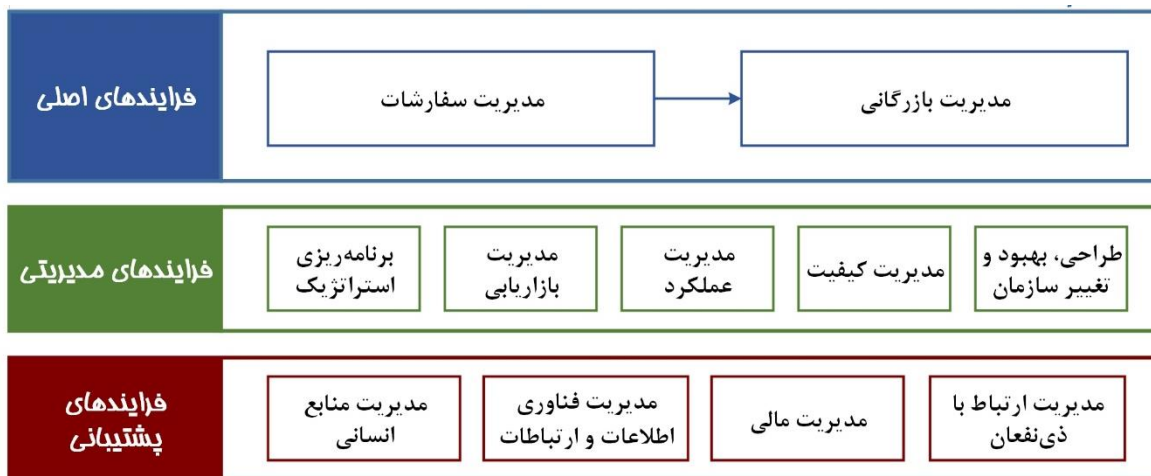 فرایندهای اصلی
مدیریت سفارشات
مدیریت بازرگانی
فرایندهای مدیریتی
برنامه‌ریزی
استراتژیک
مدیریت
بازاریابی
مدیریت
عملکرد
مدیریت کیفیت
طراحی، بهبود و
تغییر سازمان
فرایندهای
پشتیبانی
مدیریت منابع
انسانی
مدیریت فناوری
اطلاعات و ارتباطات
مدیریت مالی
مدیریت ارتباط با
ذی‌نفعان